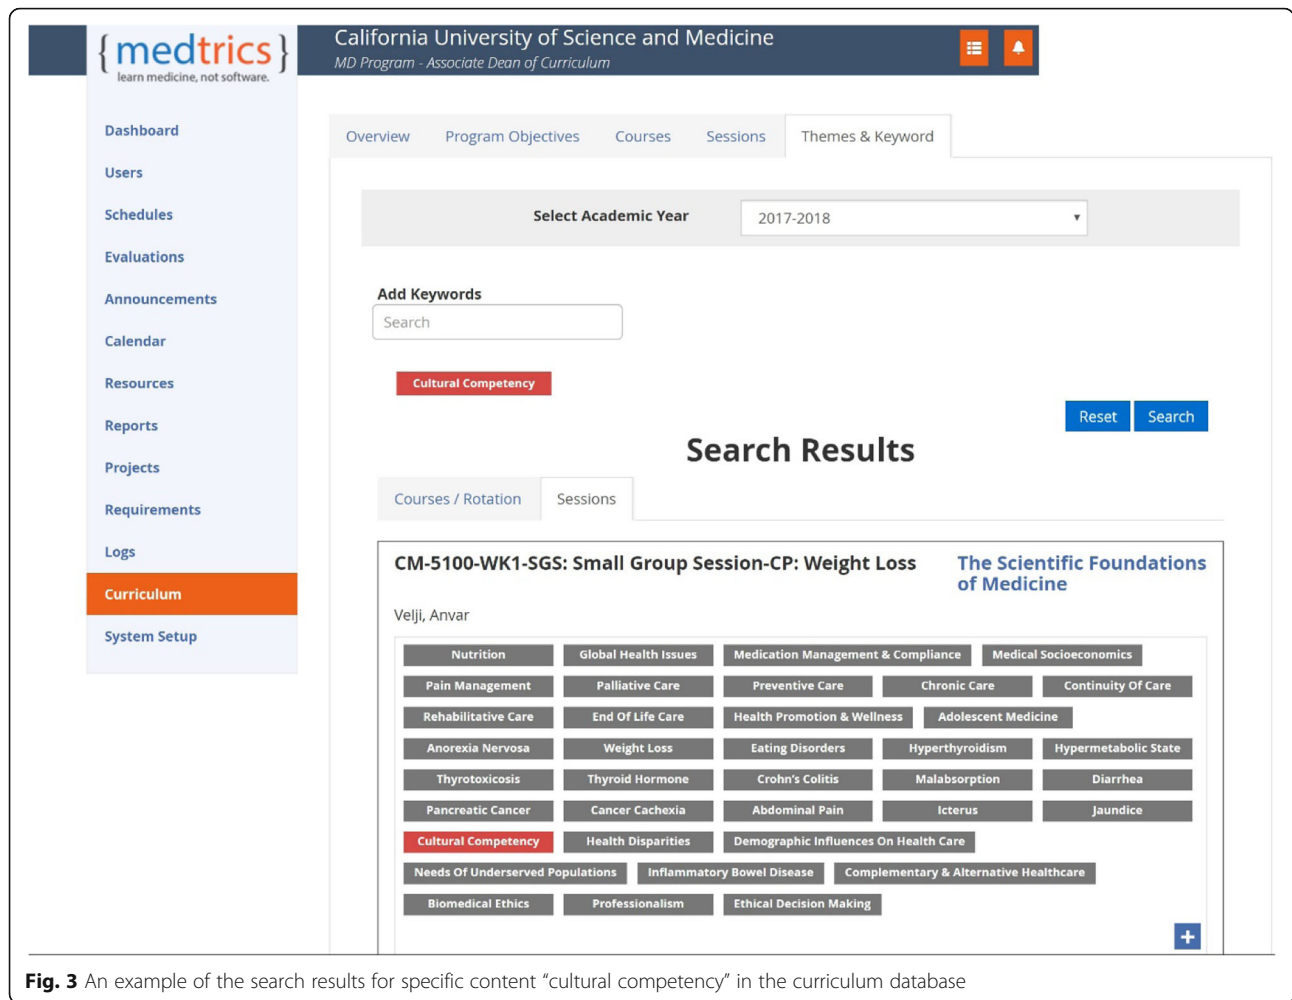 {medtrics}
learn medicine, not software.
California University of Science and Medicine
MD Program - Associate Dean of Curriculum
Dashboard
Users
Schedules
Evaluations
Announcements
Calendar
Resources
Reports
Projects
Requirements
Logs
Curriculum
System Setup
Overview Program Objectives Courses Sessions Themes & Keyword
Select Academic Year 2017-2018
Add Keywords
Search
Cultural Competency
Reset Search
Search Results
Courses / Rotation Sessions
CM-5100-WK1-SGS: Small Group Session-CP: Weight Loss
The Scientific Foundations
of Medicine
Velji, Anvar
Nutrition Global Health Issues Medication Management & Compliance Medical Socioeconomics
Pain Management Palliative Care Preventive Care Chronic Care Continuity Of Care
Rehabilitative Care End Of Life Care Health Promotion & Wellness Adolescent Medicine
Anorexia Nervosa Weight Loss Eating Disorders Hyperthyroidism Hypermetabolic State
Thyrotoxicosis Thyroid Hormone Crohn's Colitis Malabsorption Diarrhea
Pancreatic Cancer Cancer Cachexia Abdominal Pain Icterus Jaundice
Cultural Competency Health Disparities Demographic Influences On Health Care
Needs Of Underserved Populations Inflammatory Bowel Disease Complementary & Alternative Healthcare
Biomedical Ethics Professionalism Ethical Decision Making
+
Fig. 3 An example of the search results for specific content “cultural competency” in the curriculum database